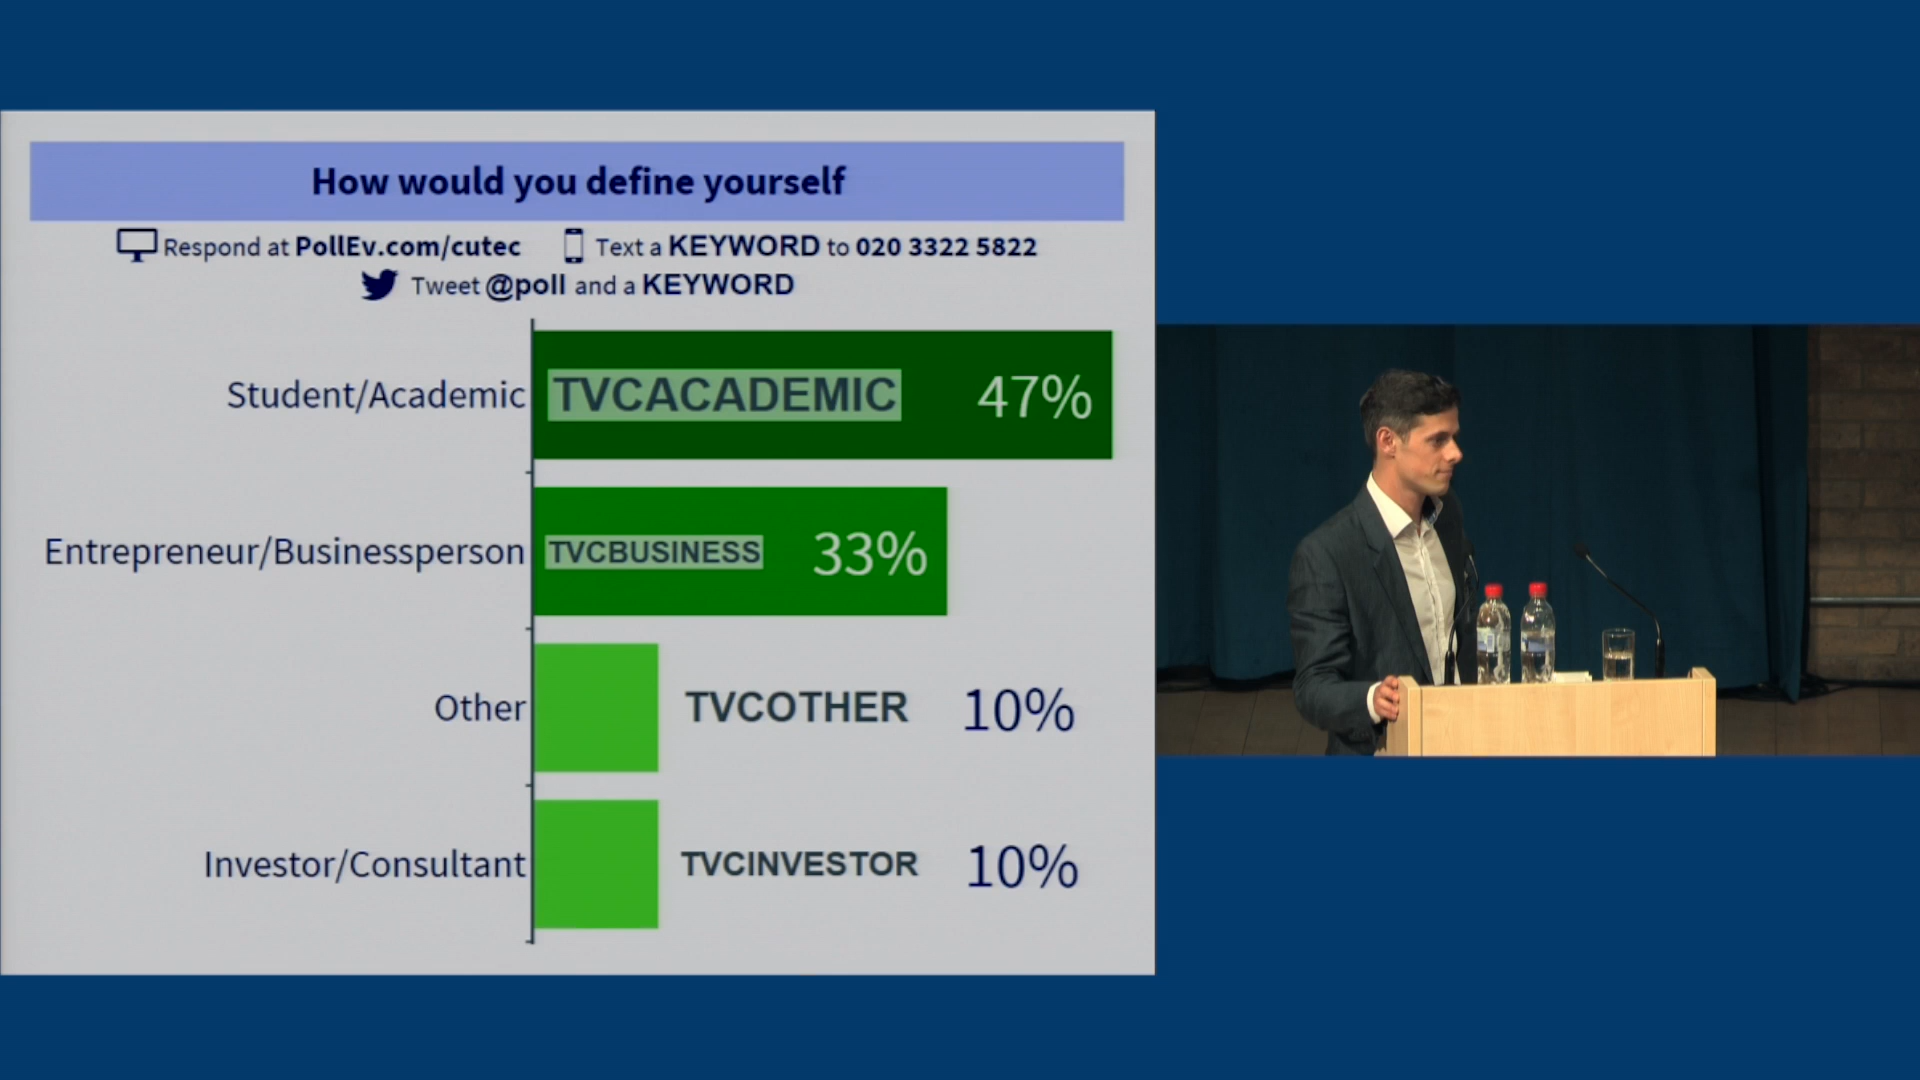 How would you define yourself
Respond at PollEv.com/cutec Text a KEYWORD to 020 3322 5822
Tweet @poll and a KEYWORD
Student/Academic TVCACADEMIC 47%
Entrepreneur/Businessperson TVCBUSINESS 33%
Other TVCOTHER 10%
Investor/Consultant TVCINVESTOR 10%